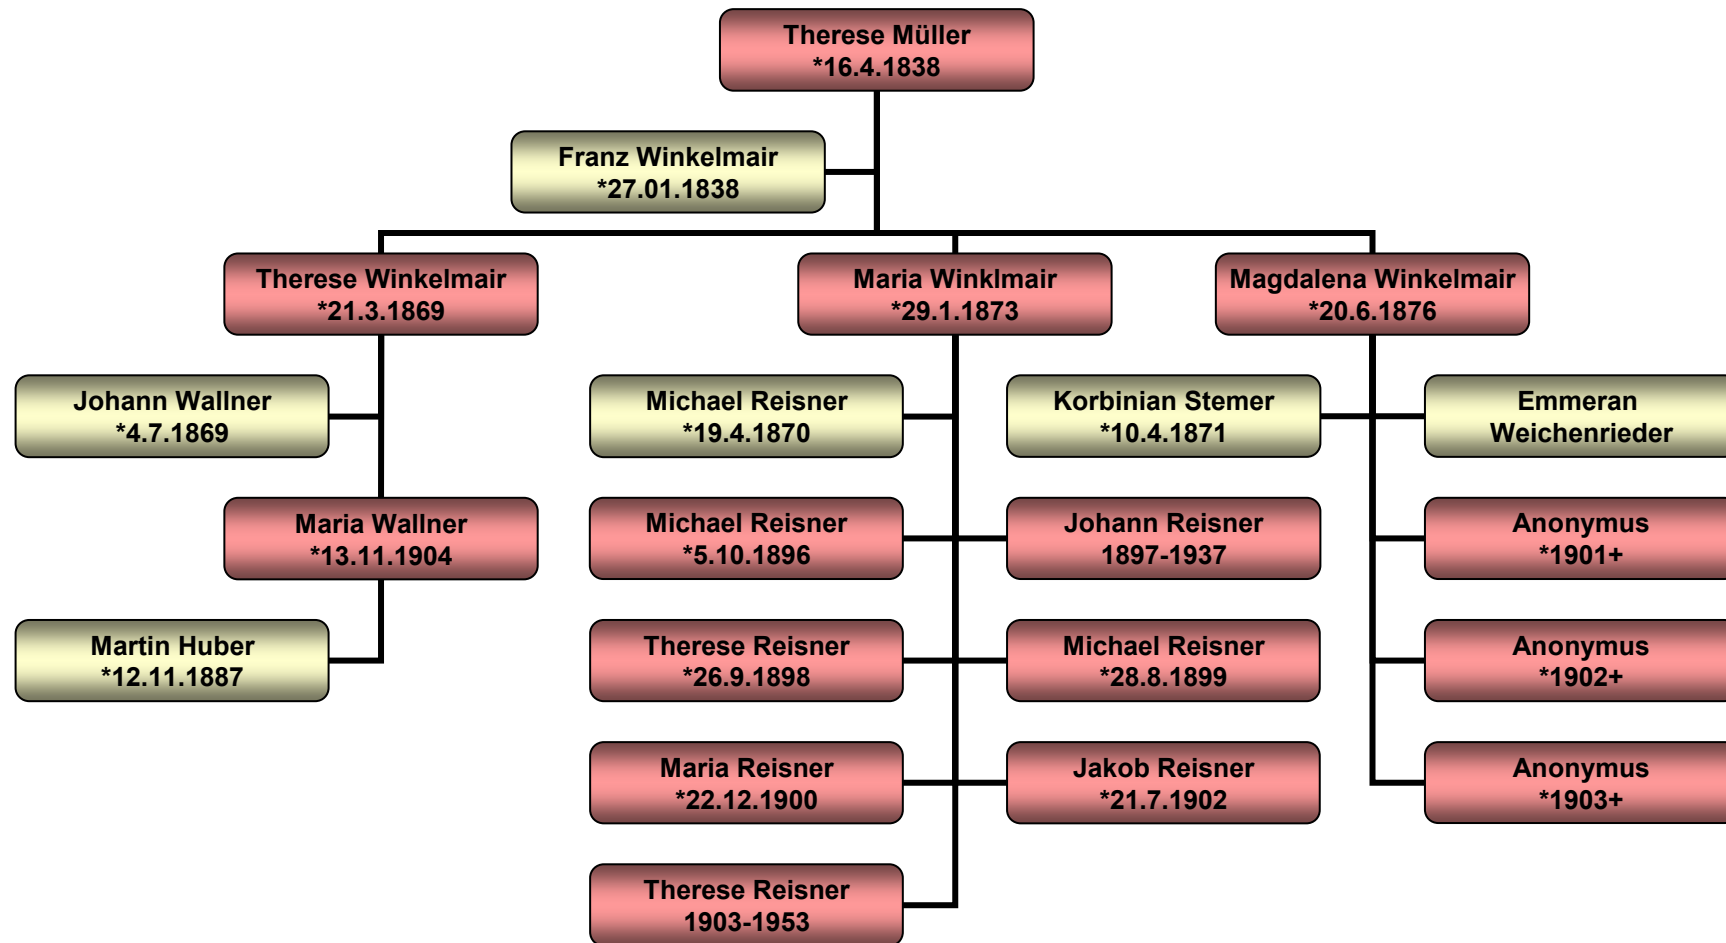 Therese Müller
*16.4.1838
Franz Winkelmair
*27.01.1838
Therese Winkelmair
*21.3.1869
Maria Winklmair
*29.1.1873
Magdalena Winkelmair
*20.6.1876
Johann Wallner
*4.7.1869
Michael Reisner
*19.4.1870
Korbinian Stemer
*10.4.1871
Emmeran
Weichenrieder
Maria Wallner
*13.11.1904
Michael Reisner
*5.10.1896
Johann Reisner
1897-1937
Anonymus
*1901+
Martin Huber
*12.11.1887
Therese Reisner
*26.9.1898
Michael Reisner
*28.8.1899
Anonymus
*1902+
Maria Reisner
*22.12.1900
Jakob Reisner
*21.7.1902
Anonymus
*1903+
Therese Reisner
1903-1953